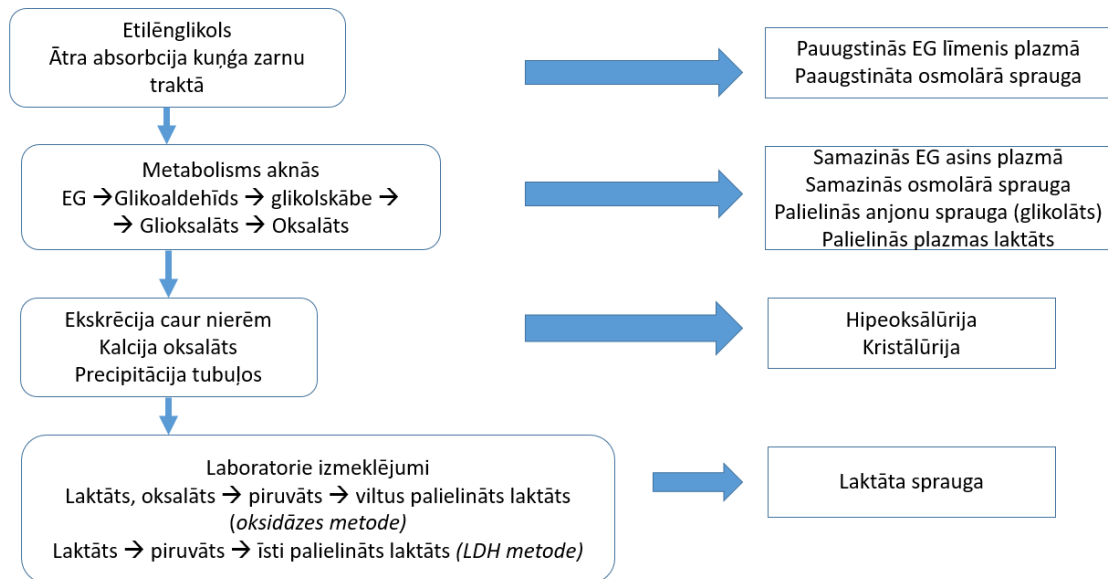 Etilēnglikols
Ātra absorbcija kuņģa zarnu
traktā
Pauugstinās EG līmenis plazmā
Paaugstināta osmolārā sprauga
Metabolisms aknās
EG → Glikoaldehīds → glikolskābe →
→ Glioksalāts → Oksalāts
Samazinās EG asins plazmā
Samazinās osmolārā sprauga
Palielinās anjonu sprauga (glikolāts)
Palielinās plazmas laktāts
Ekskrēcija caur nierēm
Kalcija oksalāts
Precipitācija tubuļos
Hipeoksālūrija
Kristālūrija
Laboratorie izmeklējumi
Laktāts, oksalāts → piruvāts → viltus palielināts laktāts
(oksidāzes metode)
Laktāts → piruvāts → īsti palielināts laktāts (LDH metode)
Laktāta sprauga